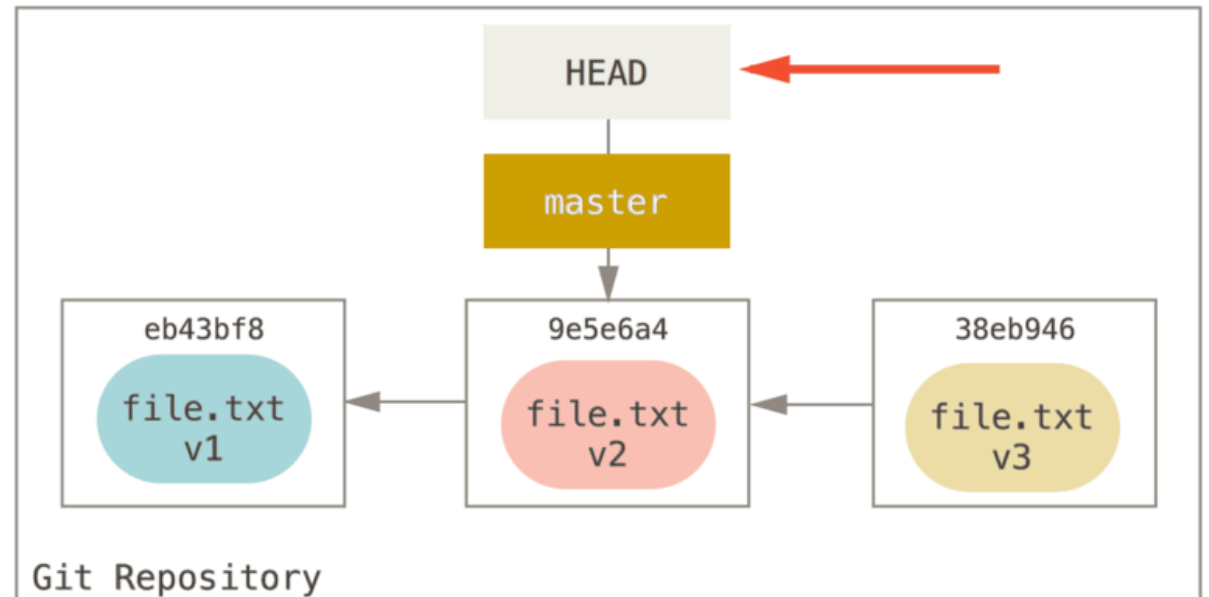 HEAD
master
eb43bf8
file.txt
v1
9e5e6a4
file.txt
v2
38eb946
file.txt
v3
Git Repository